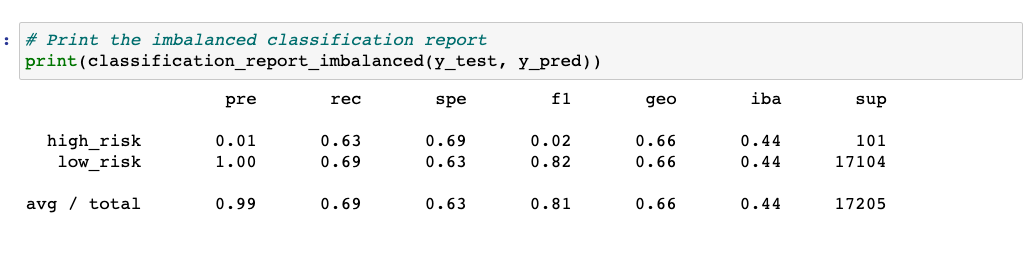 : # Print the imbalanced classification report
print(classification_report_imbalanced(y_test, y_pred))
pre rec spe f1 geo iba sup
high_risk 0.01 0.63 0.69 0.02 0.66 0.44 101
low_risk 1.00 0.69 0.63 0.82 0.66 0.44 17104
avg / total 0.99 0.69 0.63 0.81 0.66 0.44 17205